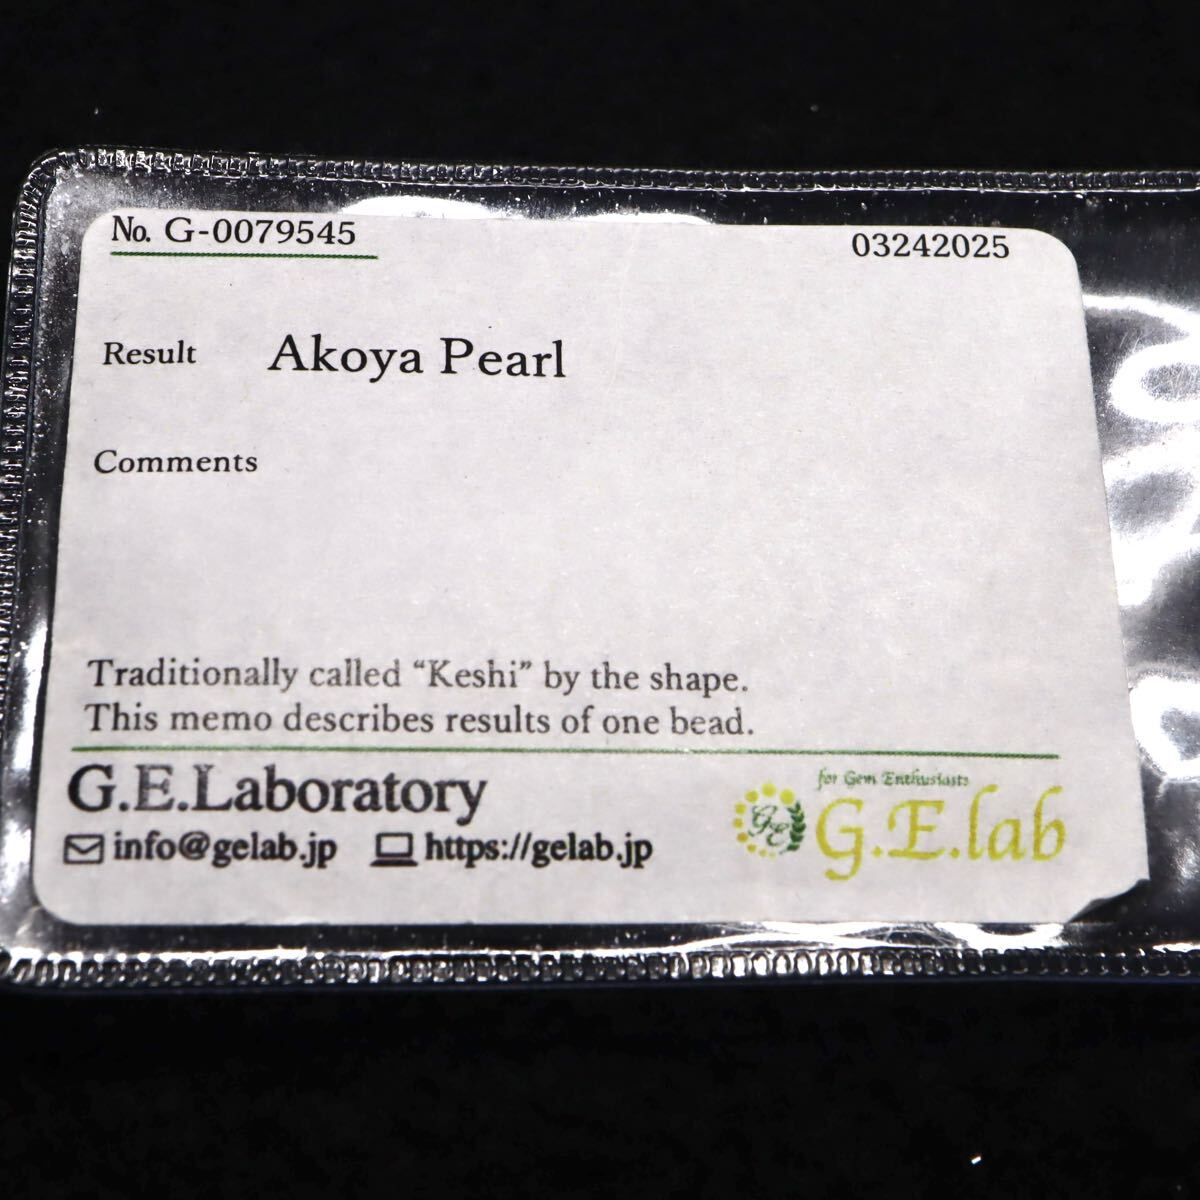 No. G-0079545
03242025
Result Akoya Pearl
Comments
Traditionally called “Keshi” by the shape.
This memo describes results of one bead.
G.E.Laboratory
info@gelab.jp https://gelab.jp
for Gem Enthusiasts
GE G.E.lab